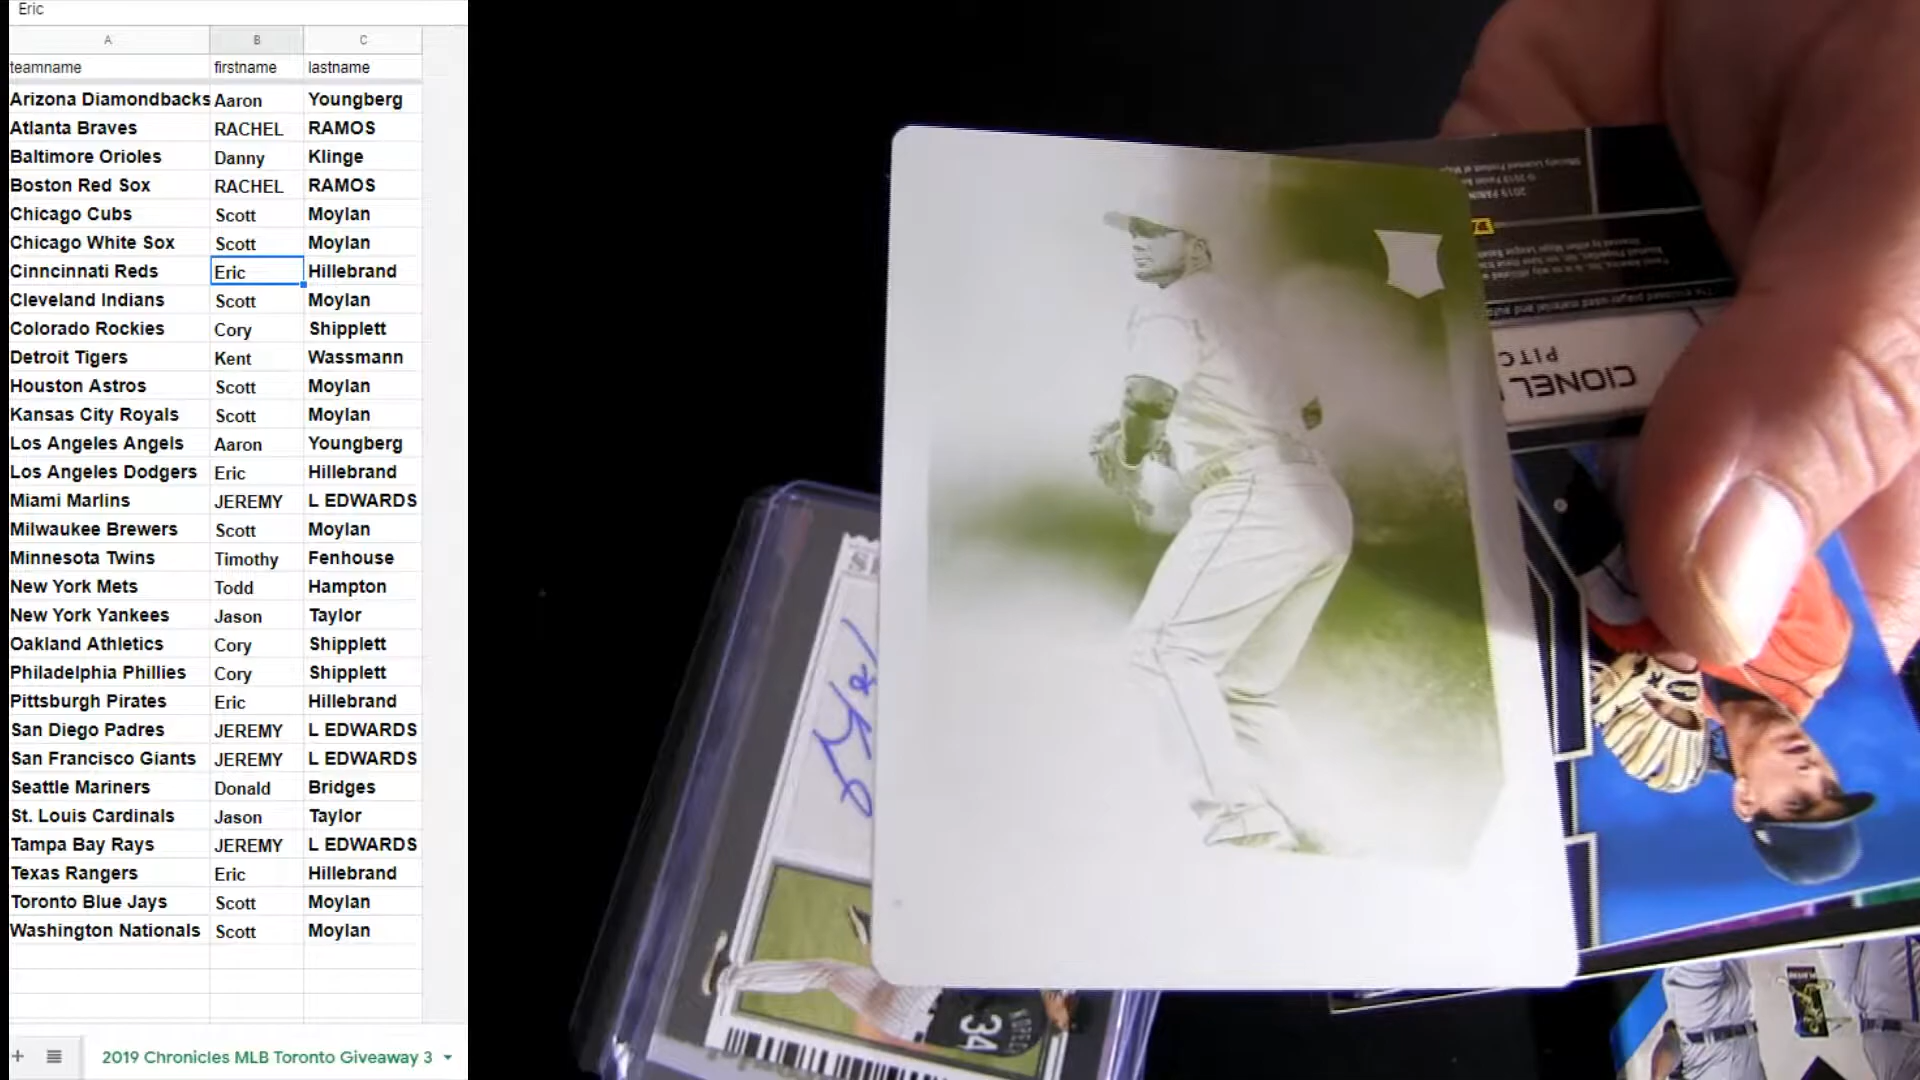 Eric
A B C
teamname firstname lastname
Arizona Diamondbacks Aaron Youngberg
Atlanta Braves RACHEL RAMOS
Baltimore Orioles Danny Klinge
Boston Red Sox RACHEL RAMOS
Chicago Cubs Scott Moylan
Chicago White Sox Scott Moylan
Cinncinnati Reds Eric Hillebrand
Cleveland Indians Scott Moylan
Colorado Rockies Cory Shipplett
Detroit Tigers Kent Wassmann
Houston Astros Scott Moylan
Kansas City Royals Scott Moylan
Los Angeles Angels Aaron Youngberg
Los Angeles Dodgers Eric Hillebrand
Miami Marlins JEREMY L EDWARDS
Milwaukee Brewers Scott Moylan
Minnesota Twins Timothy Fenhouse
New York Mets Todd Hampton
New York Yankees Jason Taylor
Oakland Athletics Cory Shipplett
Philadelphia Phillies Cory Shipplett
Pittsburgh Pirates Eric Hillebrand
San Diego Padres JEREMY L EDWARDS
San Francisco Giants JEREMY L EDWARDS
Seattle Mariners Donald Bridges
St. Louis Cardinals Jason Taylor
Tampa Bay Rays JEREMY L EDWARDS
Texas Rangers Eric Hillebrand
Toronto Blue Jays Scott Moylan
Washington Nationals Scott Moylan
2019 Chronicles MLB Toronto Giveaway 3
CIONEL
PITC
34